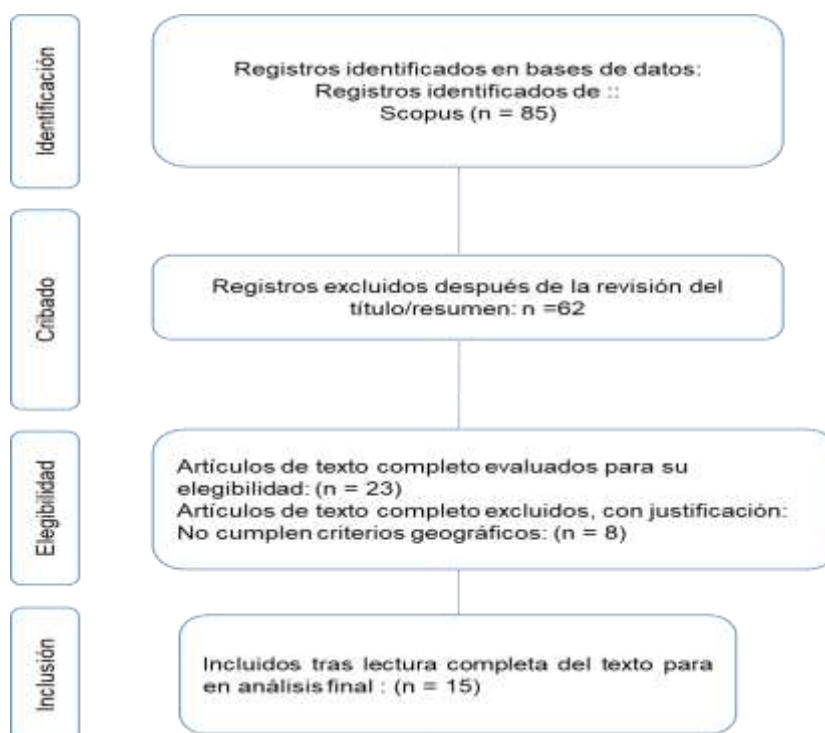 Identificación
Registros identificados en bases de datos:
Registros identificados de ::
Scopus (n = 85)
Cribado
Registros excluidos después de la revisión del
título/resumen: n =62
Elegibilidad
Artículos de texto completo evaluados para su
elegibilidad: (n = 23)
Artículos de texto completo excluidos, con justificación:
No cumplen criterios geográficos: (n = 8)
Inclusión
Incluidos tras lectura completa del texto para
en análisis final : (n = 15)